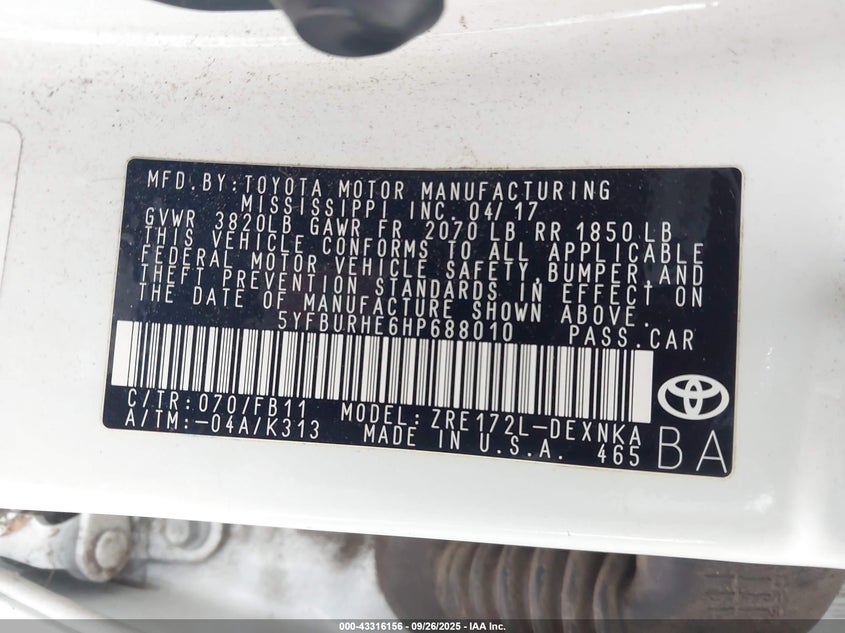 MFD.BY:TOYOTA MOTOR MANUFACTURING
MISSISSIPPI INC. 04/17
GVWR 3820LB GAWR FR 2070 LB RR 1850 LB
THIS VEHICLE CONFORMS TO ALL APPLICABLE
FEDERAL MOTOR VEHICLE SAFETY,BUMPER,AND
THEFT PREVENTION STANDARDS IN EFFECT ON
THE DATE OF MANUFACTURE SHOWN ABOVE.
5YFBURHE6HP688010 PASS.CAR
C/TR:070/FB11 MODEL:ZRE172L-DEXNKA
A/TM:-04A/K313 MADE IN U.S.A. 465
BA
000-43316156 - 09/26/2025 - IAA Inc.